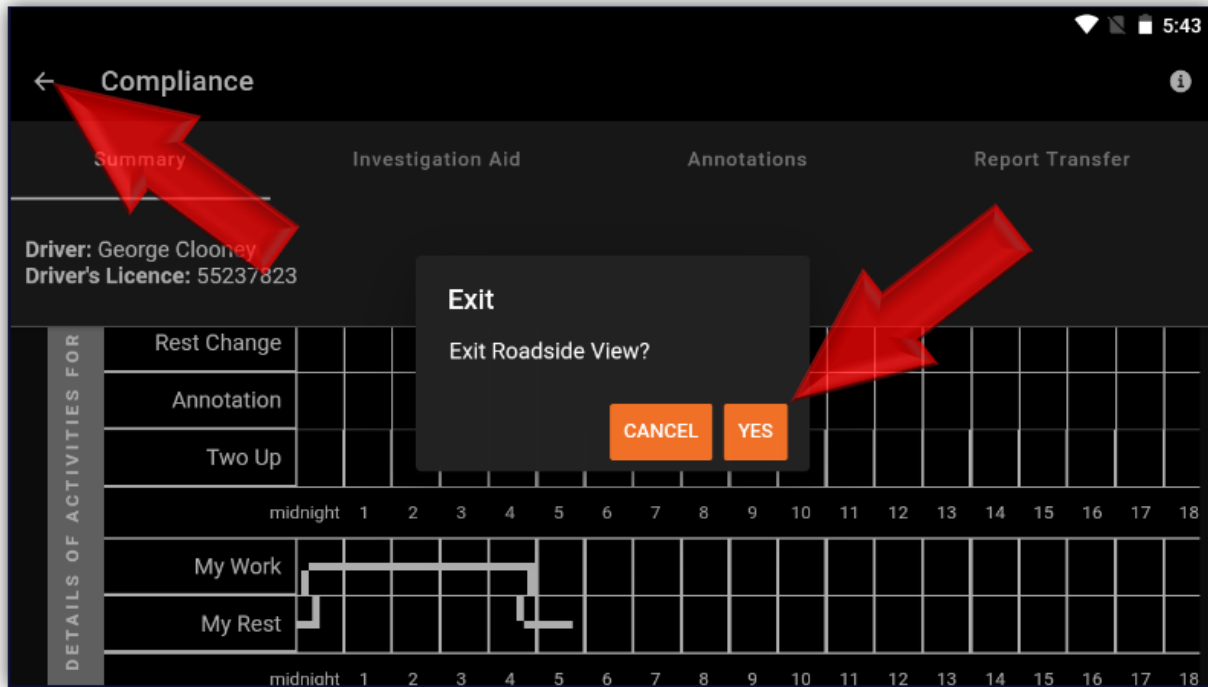 5:43
Compliance
Summary Investigation Aid Annotations Report Transfer
Driver: George Clooney
Driver's Licence: 55237823
Exit
Exit Roadside View?
CANCEL YES
DETAILS OF ACTIVITIES FOR
Rest Change
Annotation
Two Up
midnight 1 2 3 4 5 6 7 8 9 10 11 12 13 14 15 16 17 18
My Work
My Rest
midnight 1 2 3 4 5 6 7 8 9 10 11 12 13 14 15 16 17 18